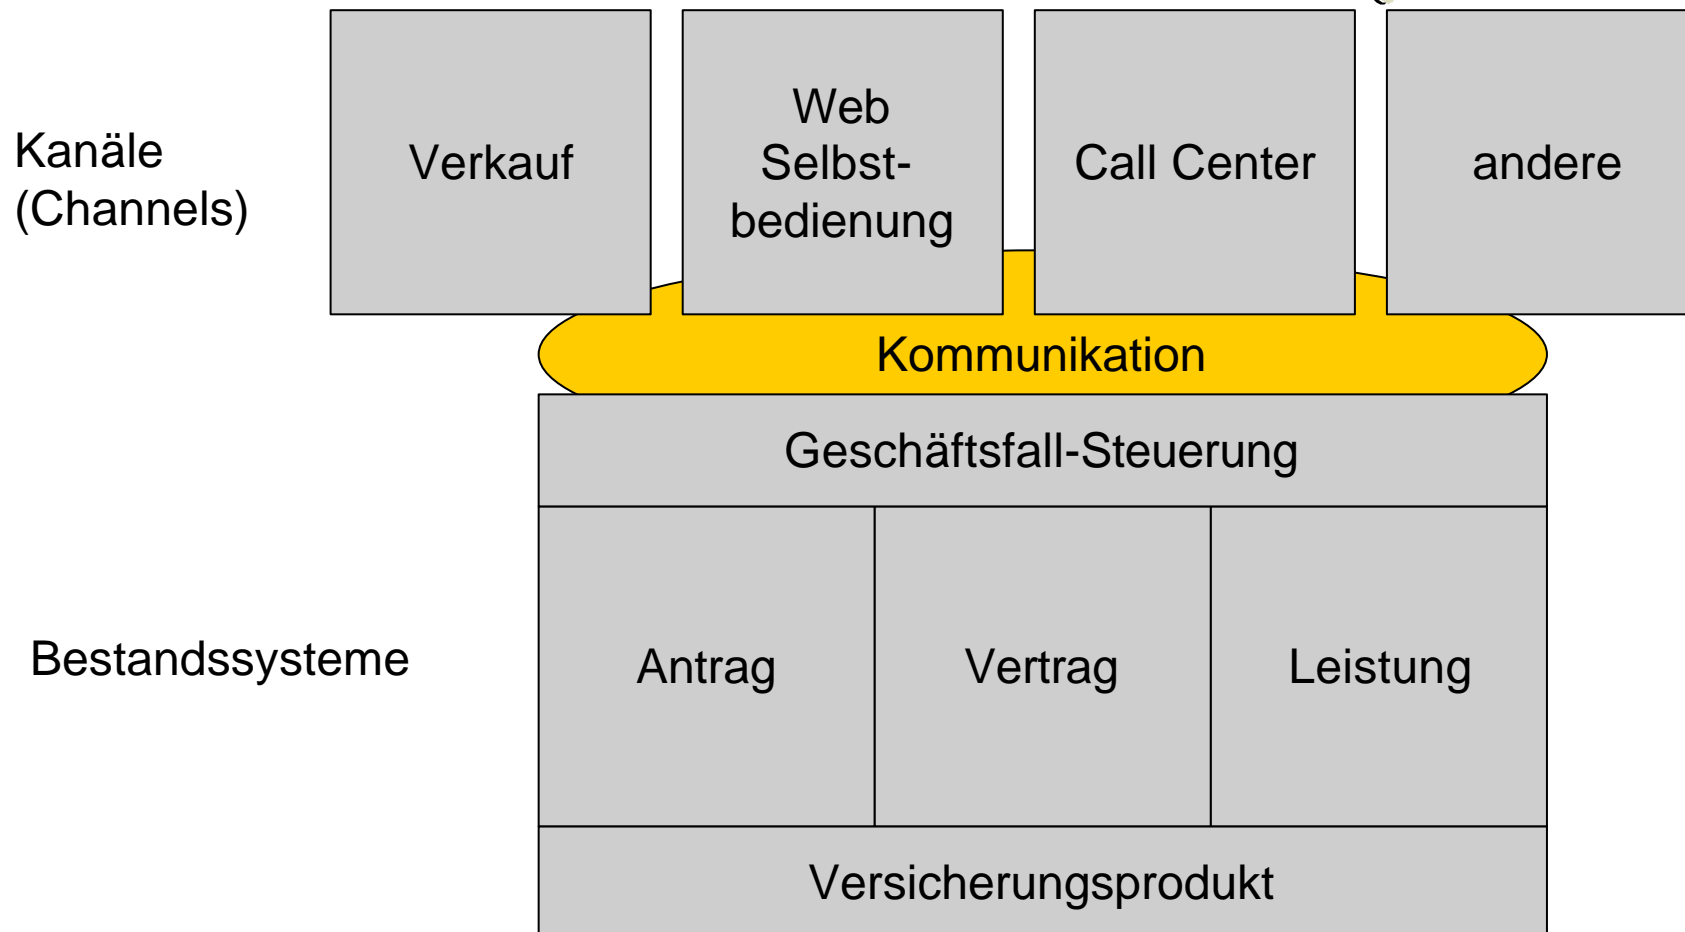 Kanäle
(Channels)
Verkauf
Web
Selbst-
bedienung
Call Center
andere
Kommunikation
Geschäftsfall-Steuerung
Bestandssysteme
Antrag
Vertrag
Leistung
Versicherungsprodukt